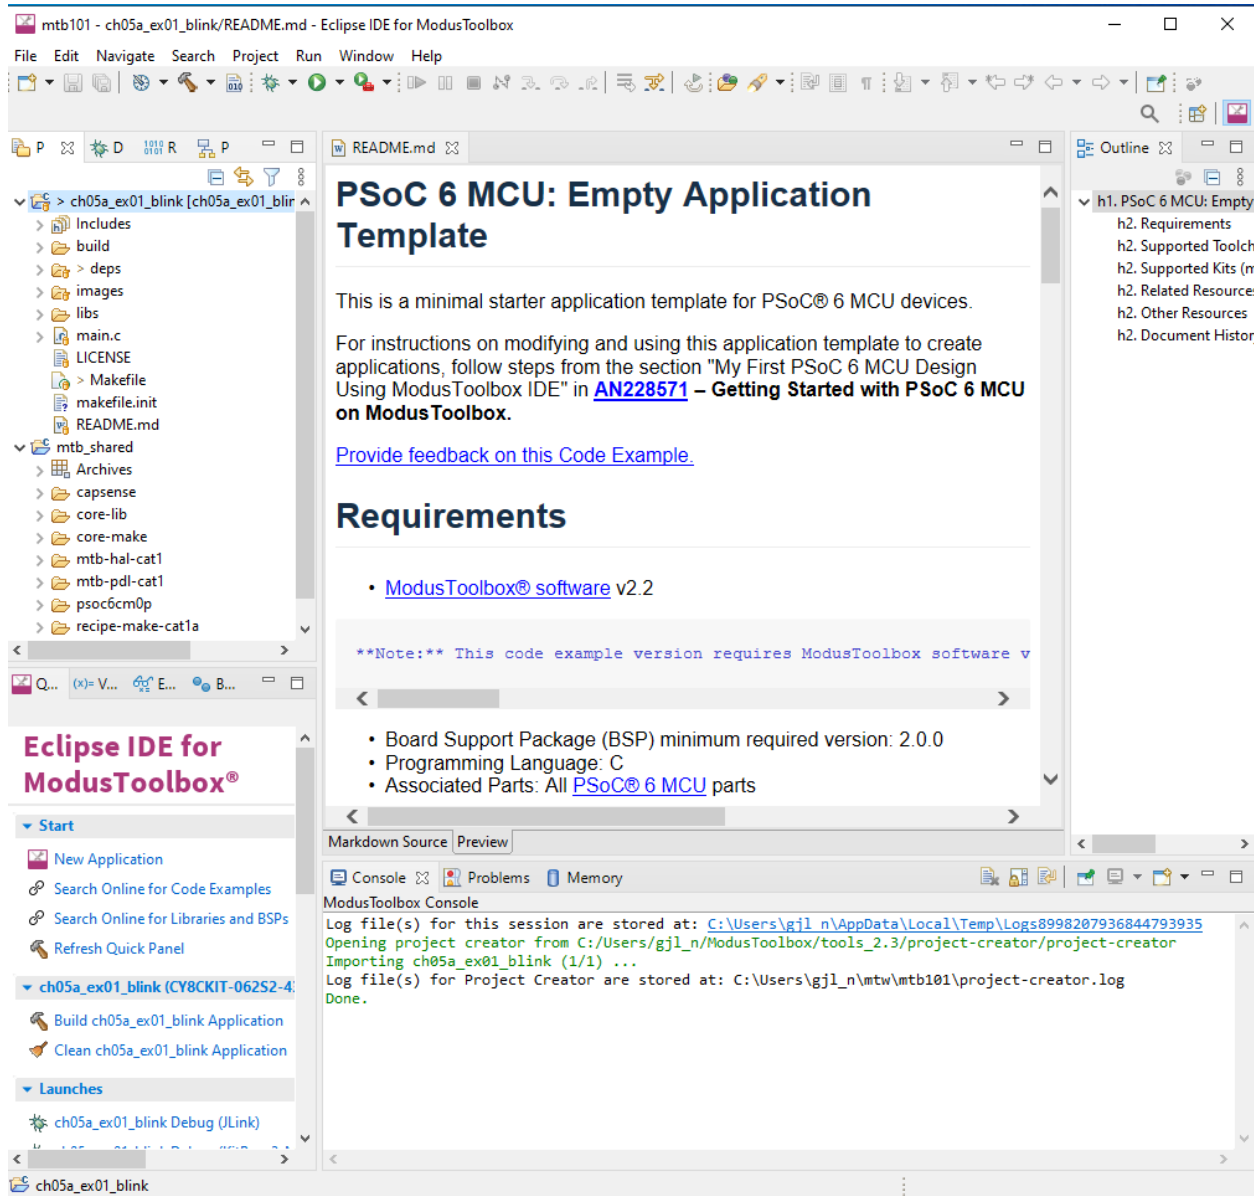 mtb101 - ch05a_ex01_blink/README.md - Eclipse IDE for ModusToolbox
File Edit Navigate Search Project Run Window Help
P D R P
> ch05a_ex01_blink [ch05a_ex01_blin
Includes
build
> deps
images
libs
main.c
LICENSE
> Makefile
makefile.init
README.md
mtb_shared
Archives
capsense
core-lib
core-make
mtb-hal-cat1
mtb-pdl-cat1
psoc6cm0p
recipe-make-cat1a
README.md
PSoC 6 MCU: Empty Application
Template
This is a minimal starter application template for PSoC® 6 MCU devices.
For instructions on modifying and using this application template to create
applications, follow steps from the section "My First PSoC 6 MCU Design
Using ModusToolbox IDE" in AN228571 – Getting Started with PSoC 6 MCU
on ModusToolbox.
Provide feedback on this Code Example.
Requirements
• ModusToolbox® software v2.2
**Note:** This code example version requires ModusToolbox software v
• Board Support Package (BSP) minimum required version: 2.0.0
• Programming Language: C
• Associated Parts: All PSoC® 6 MCU parts
Markdown Source Preview
Outline
h1. PSoC 6 MCU: Empty
h2. Requirements
h2. Supported Toolch
h2. Supported Kits (m
h2. Related Resources
h2. Other Resources
h2. Document Histor
Q... (x)= V... E... B...
Eclipse IDE for
ModusToolbox®
Start
New Application
Search Online for Code Examples
Search Online for Libraries and BSPs
Refresh Quick Panel
ch05a_ex01_blink (CY8CKIT-062S2-43
Build ch05a_ex01_blink Application
Clean ch05a_ex01_blink Application
Launches
ch05a_ex01_blink Debug (JLink)
Console Problems Memory
ModusToolbox Console
Log file(s) for this session are stored at: C:\Users\gjl_n\AppData\Local\Temp\Logs8998207936844793935
Opening project creator from C:/Users/gjl_n/ModusToolbox/tools_2.3/project-creator/project-creator
Importing ch05a_ex01_blink (1/1) ...
Log file(s) for Project Creator are stored at: C:\Users\gjl_n\mtw\mtb101\project-creator.log
Done.
ch05a_ex01_blink